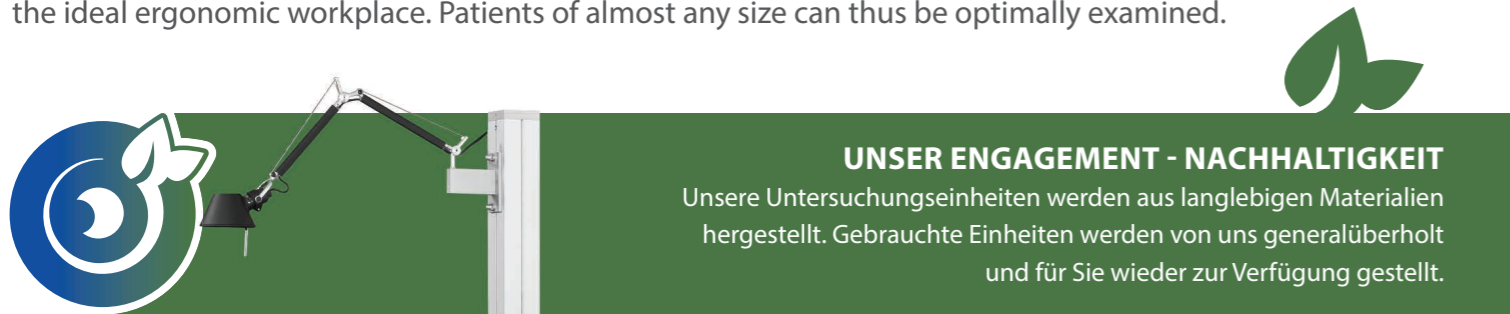 the ideal ergonomic workplace. Patients of almost any size can thus be optimally examined.
UNSER ENGAGEMENT - NACHHALTIGKEIT
Unsere Untersuchungseinheiten werden aus langlebigen Materialien
hergestellt. Gebrauchte Einheiten werden von uns generalüberholt
und für Sie wieder zur Verfügung gestellt.